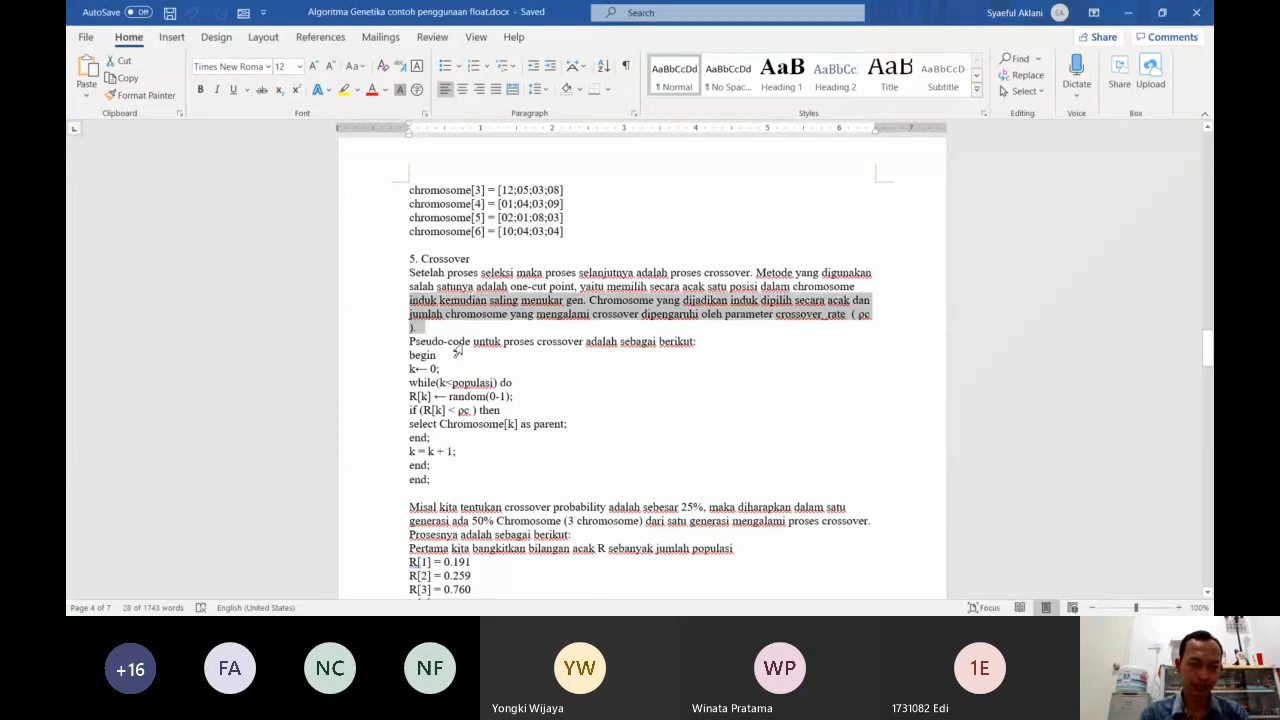 AutoSave Off
Algoritma Genetika contoh penggunaan float.docx - Saved
Search
Syaeful Aklani
SA
File Home Insert Design Layout References Mailings Review View Help
Share Comments
Paste
Cut
Copy
Format Painter
Clipboard
Times New Roma 12
Font
Paragraph
AaBbCcDd AaBbCcDd AaB AaBbCc AaB AaBbCcD
¶ Normal ¶ No Spac... Heading 1 Heading 2 Title Subtitle
Styles
Find
Replace
Select
Editing
Dictate
Voice
Share Upload
Box
1 1 2 3 4 5 6 7
chromosome[3] = [12;05;03;08]
chromosome[4] = [01;04;03;09]
chromosome[5] = [02;01;08;03]
chromosome[6] = [10;04;03;04]
5. Crossover
Setelah proses seleksi maka proses selanjutnya adalah proses crossover. Metode yang digunakan
salah satunya adalah one-cut point, yaitu memilih secara acak satu posisi dalam chromosome
induk kemudian saling menukar gen. Chromosome yang dijadikan induk dipilih secara acak dan
jumlah chromosome yang mengalami crossover dipengaruhi oleh parameter crossover_rate ( ρc
).
Pseudo-code untuk proses crossover adalah sebagai berikut:
begin
k← 0;
while(k<populasi) do
R[k] ← random(0-1);
if (R[k] < ρc ) then
select Chromosome[k] as parent;
end;
k = k + 1;
end;
end;
Misal kita tentukan crossover probability adalah sebesar 25%, maka diharapkan dalam satu
generasi ada 50% Chromosome (3 chromosome) dari satu generasi mengalami proses crossover.
Prosesnya adalah sebagai berikut:
Pertama kita bangkitkan bilangan acak R sebanyak jumlah populasi
R[1] = 0.191
R[2] = 0.259
R[3] = 0.760
Page 4 of 7 28 of 1743 words English (United States) Focus 100%
+16 FA NC NF YW WP 1E
Yongki Wijaya Winata Pratama 1731082 Edi